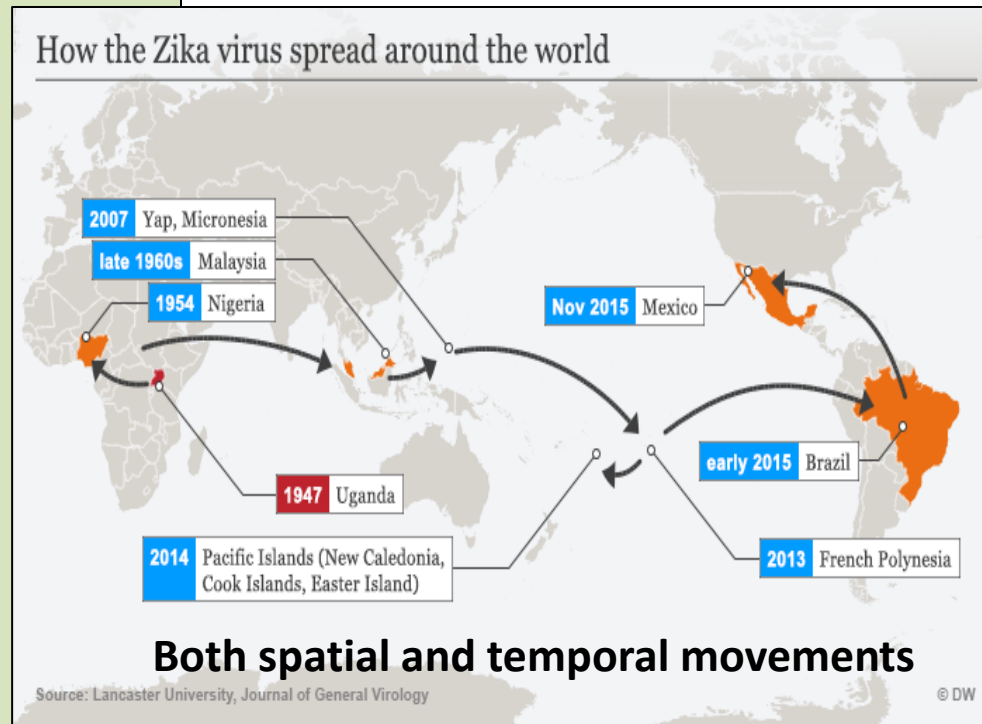 How the Zika virus spread around the world
2007 Yap, Micronesia
late 1960s Malaysia
1954 Nigeria
Nov 2015 Mexico
early 2015 Brazil
1947 Uganda
2014 Pacific Islands (New Caledonia,
Cook Islands, Easter Island)
2013 French Polynesia
Both spatial and temporal movements
Source: Lancaster University, Journal of General Virology
© DW